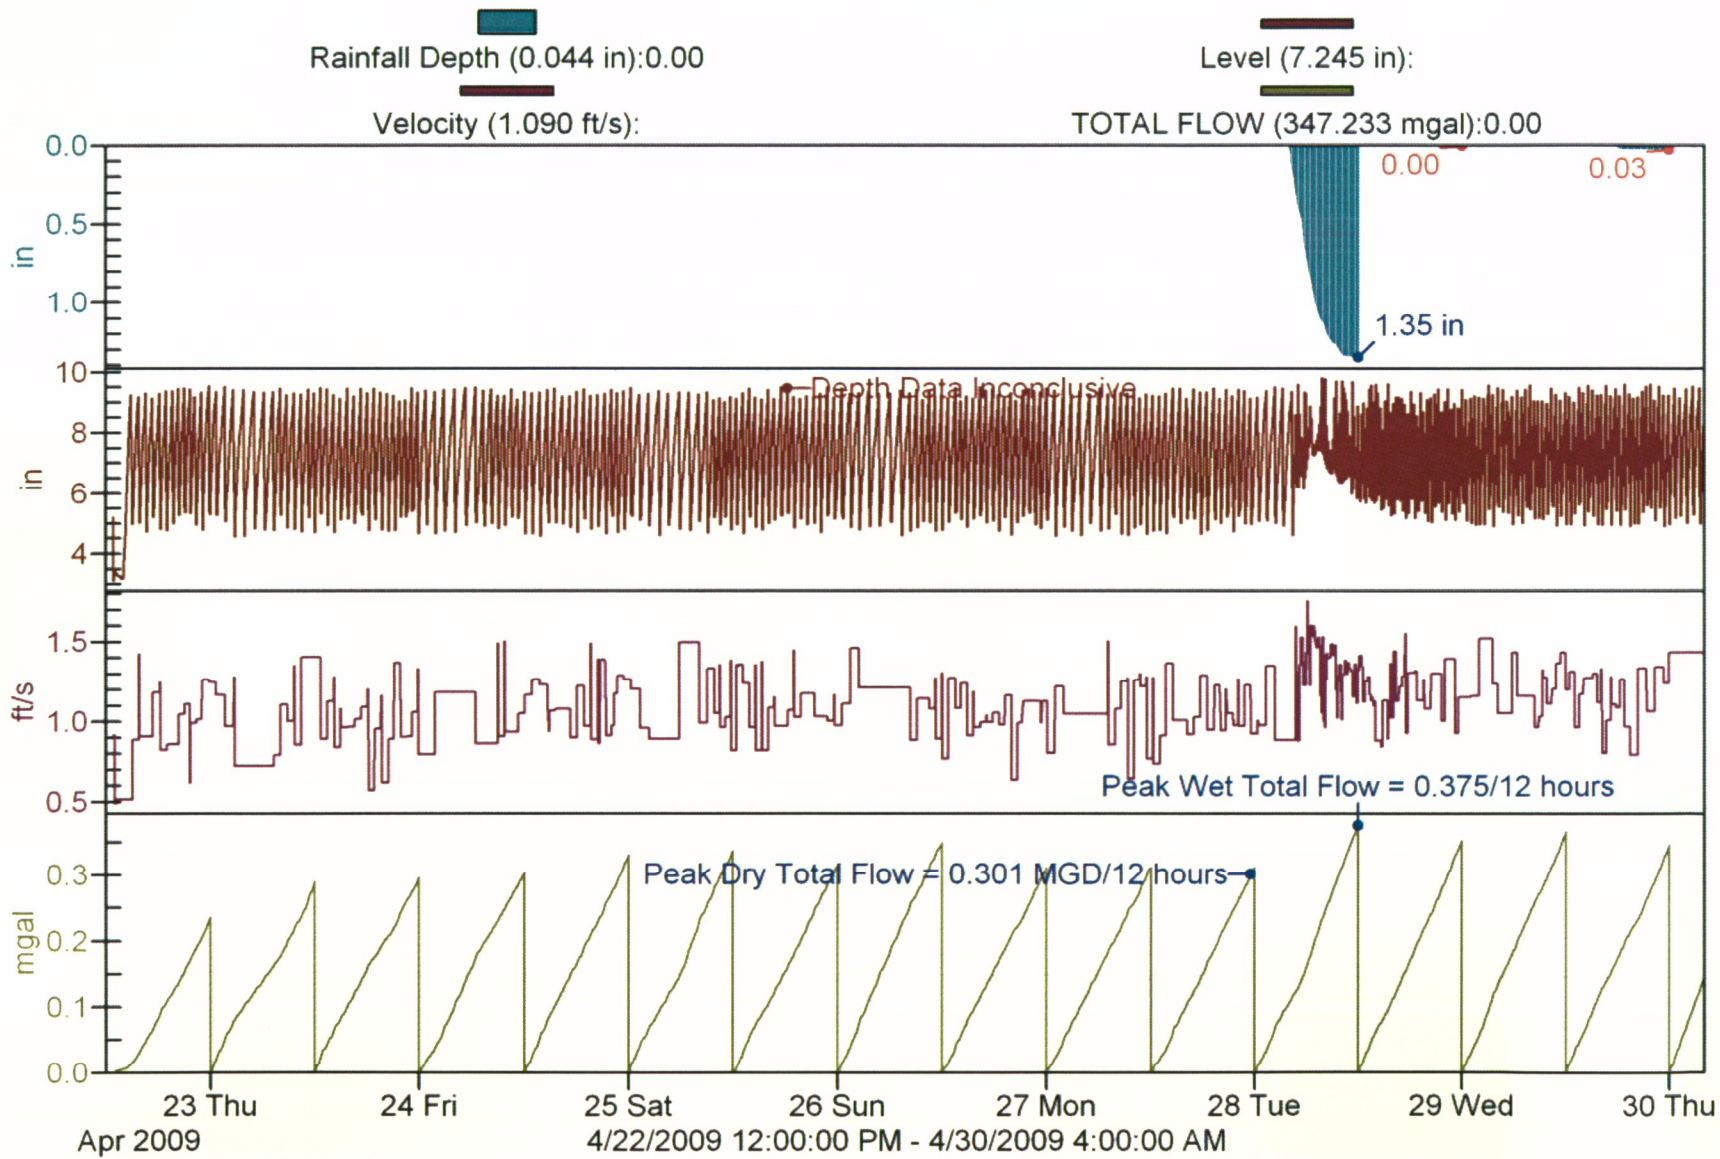 Rainfall Depth (0.044 in):0.00
Level (7.245 in):
Velocity (1.090 ft/s):
TOTAL FLOW (347.233 mgal):0.00
0.0
0.5
1.0
in
0.00
0.03
1.35 in
10
8
6
4
in
Depth Data Inconclusive
1.5
1.0
0.5
ft/s
Peak Wet Total Flow = 0.375/12 hours
0.3
0.2
0.1
0.0
mgal
Peak Dry Total Flow = 0.301 MGD/12 hours
23 Thu
24 Fri
25 Sat
26 Sun
27 Mon
28 Tue
29 Wed
30 Thu
Apr 2009
4/22/2009 12:00:00 PM - 4/30/2009 4:00:00 AM